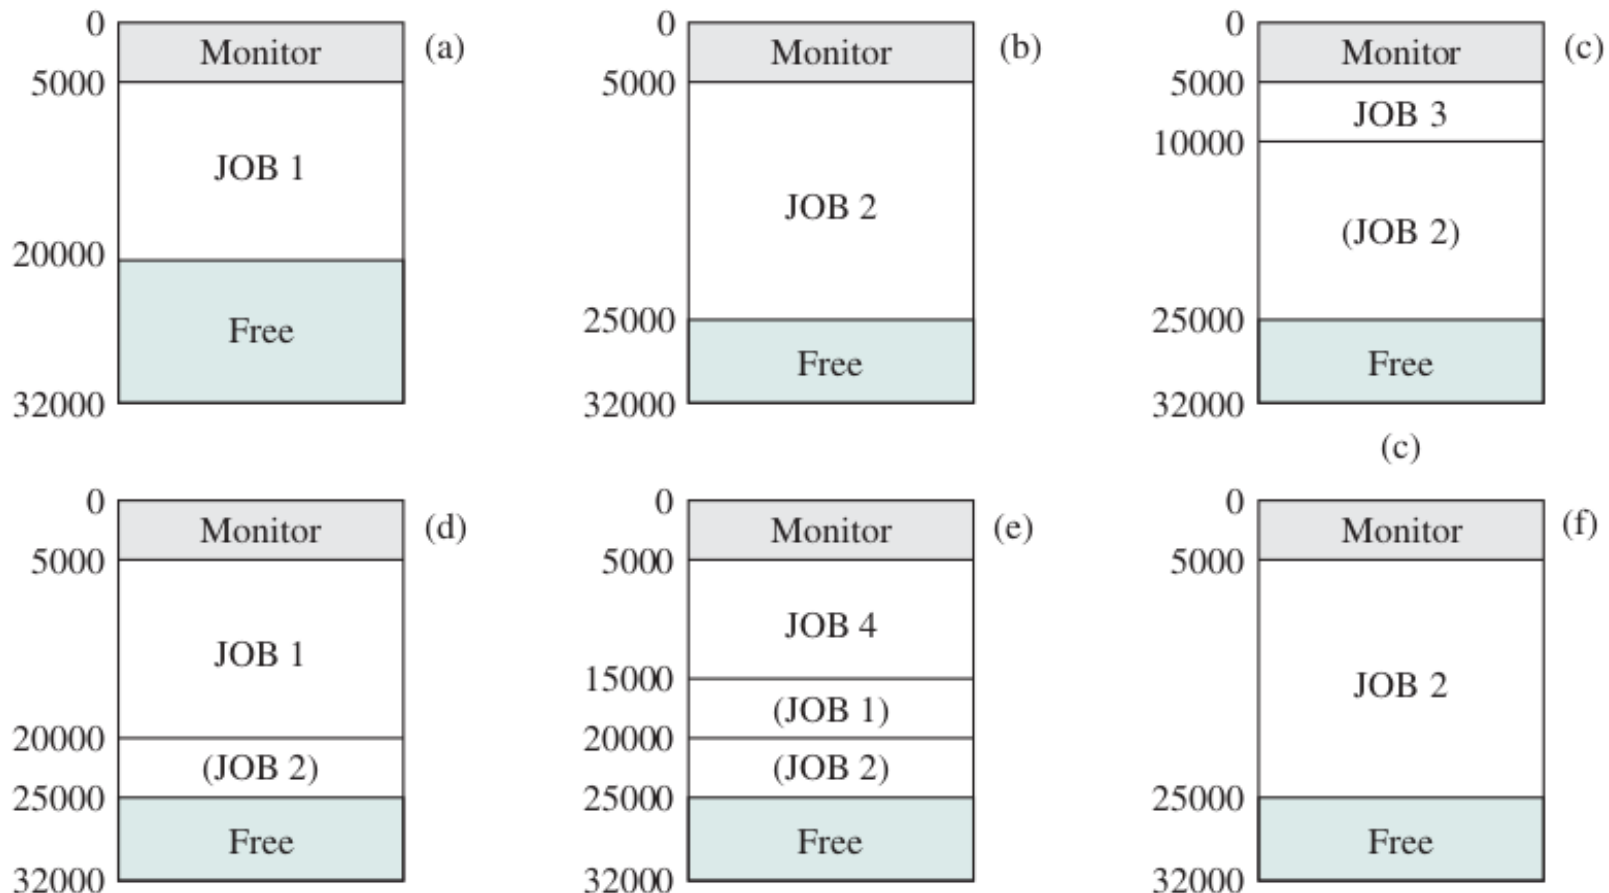 0
Monitor
(a)
5000
JOB 1
20000
Free
32000
0
Monitor
(b)
5000
JOB 2
25000
Free
32000
0
Monitor
(c)
5000
JOB 3
10000
(JOB 2)
25000
Free
32000
(c)
0
Monitor
(d)
5000
JOB 1
20000
(JOB 2)
25000
Free
32000
0
Monitor
(e)
5000
JOB 4
15000
(JOB 1)
20000
(JOB 2)
25000
Free
32000
0
Monitor
(f)
5000
JOB 2
25000
Free
32000